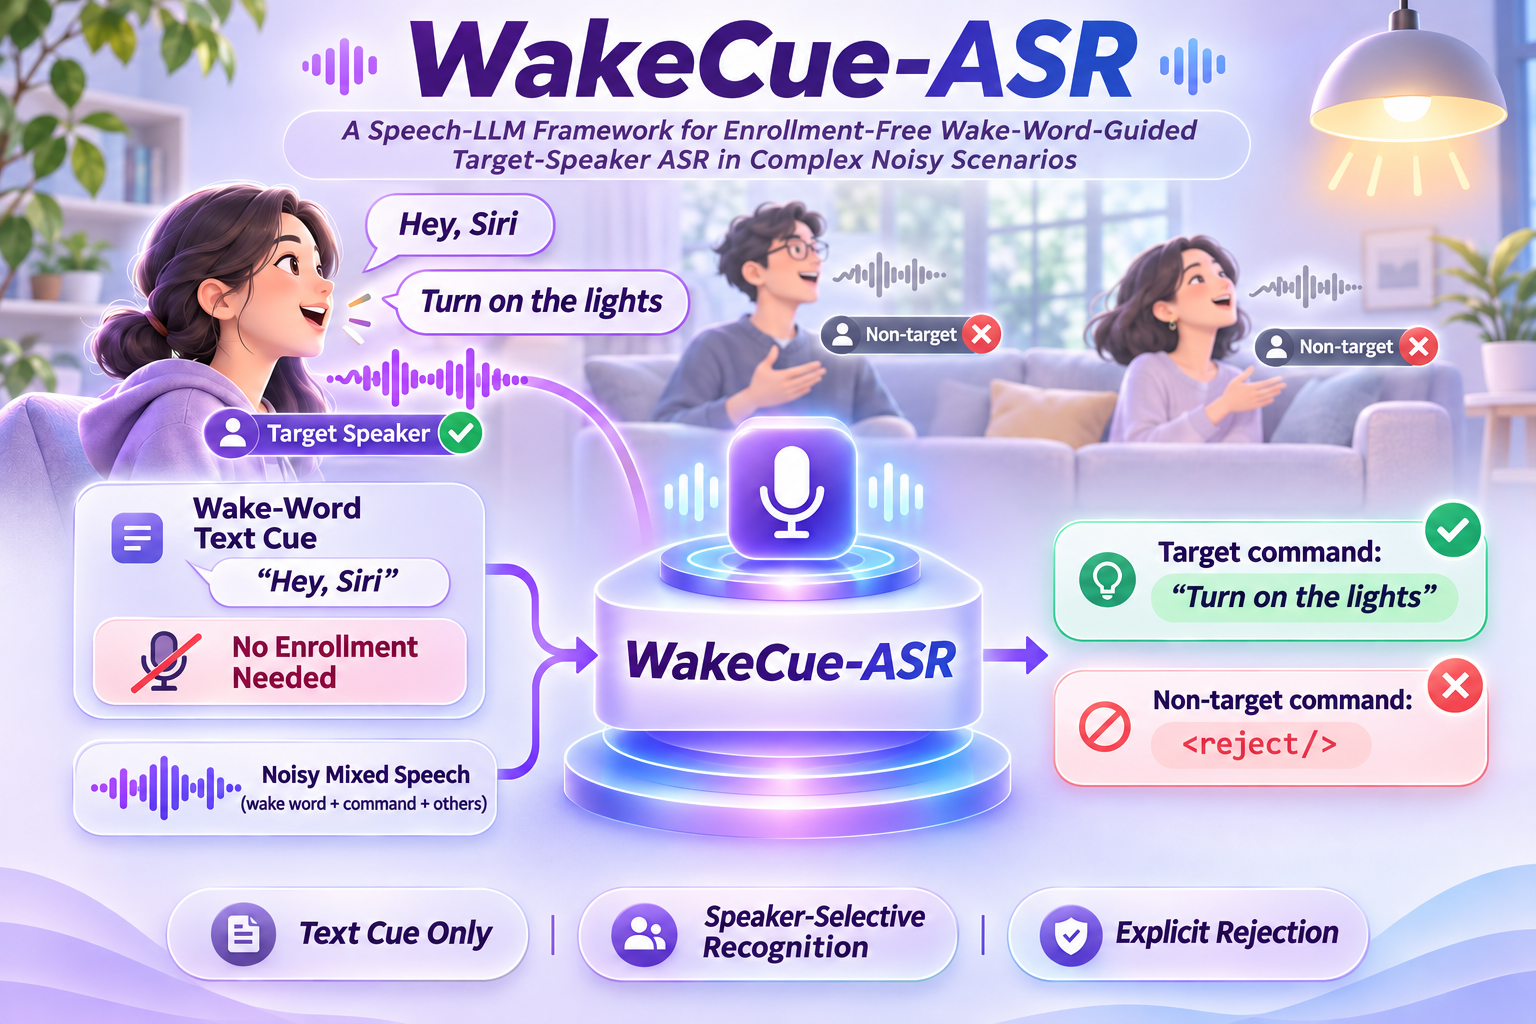 WakeCue-ASR
A Speech-LLM Framework for Enrollment-Free Wake-Word-Guided
Target-Speaker ASR in Complex Noisy Scenarios
Hey, Siri
Turn on the lights
Non-target
Non-target
Target Speaker
Wake-Word
Text Cue
“Hey, Siri”
No Enrollment
Needed
Noisy Mixed Speech
(wake word + command + others)
WakeCue-ASR
Target command:
“Turn on the lights”
Non-target command:
<reject/>
Text Cue Only
Speaker-Selective
Recognition
Explicit Rejection